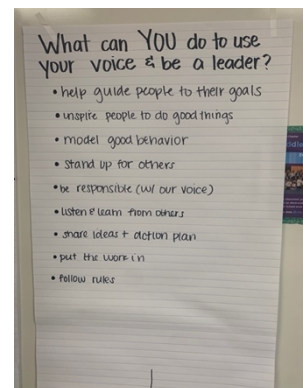 What can YOU do to use
your voice & be a leader?
• help guide people to their goals
• inspire people to do good things
• model good behavior
• stand up for others
• be responsible (w/ our voice)
• listen & learn from others
• share ideas + action plan
• put the work in
• follow rules